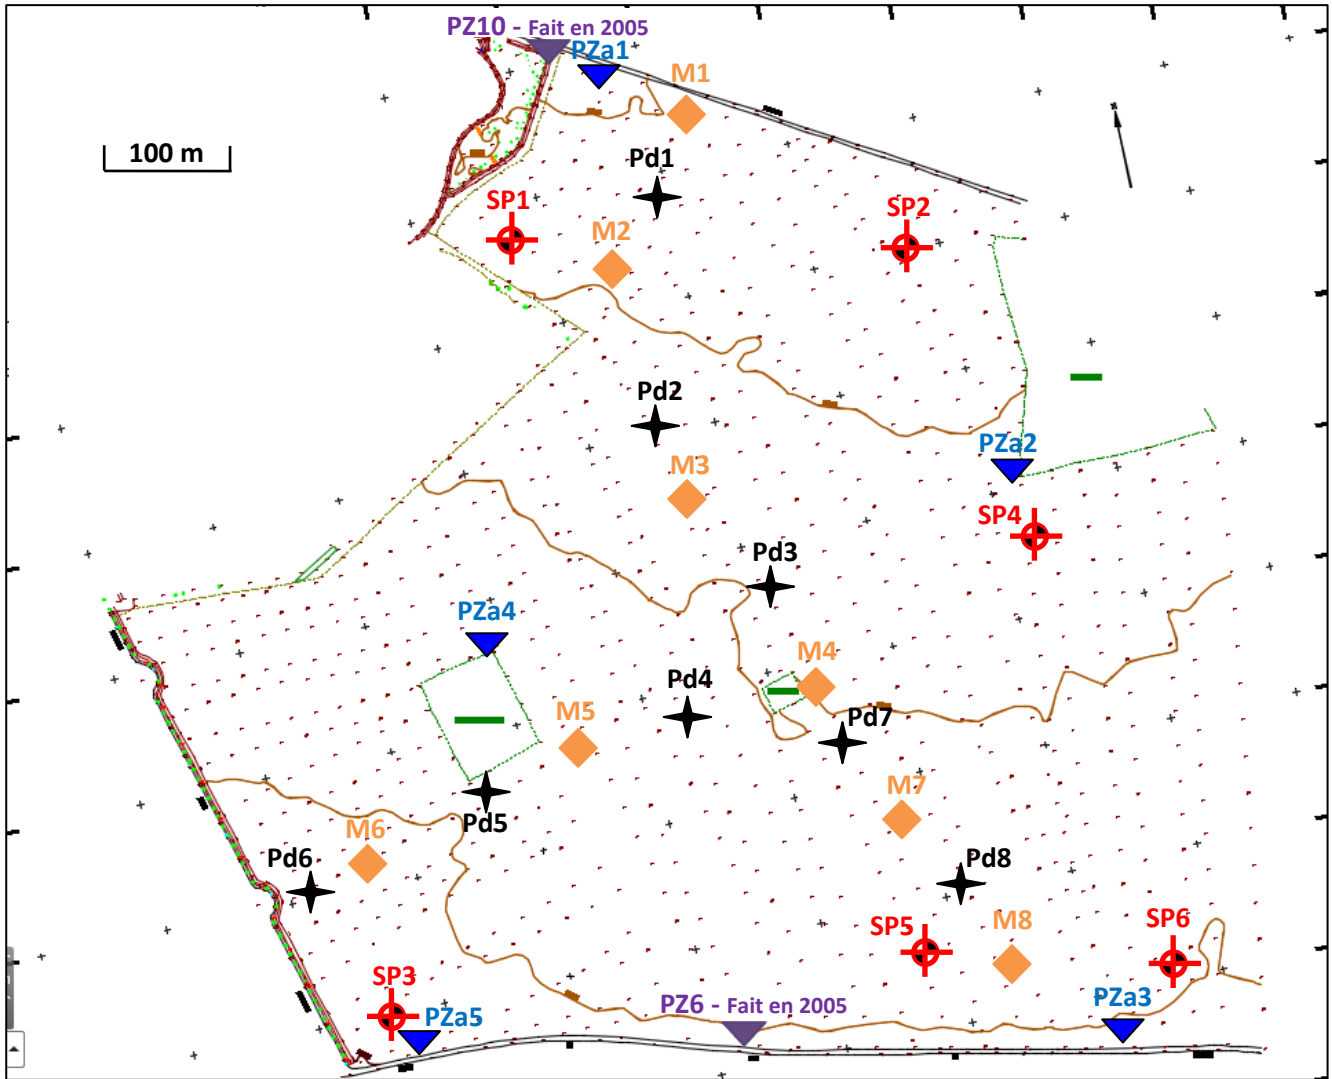 PZ10 - Fait en 2005
PZa1
M1
100 m
Pd1
SP1
SP2
M2
Pd2
PZa2
M3
SP4
Pd3
PZa4
M4
Pd4
M5
Pd7
M7
Pd5
M6
Pd6
Pd8
SP5
M8
SP6
SP3
PZa5
PZ6 - Fait en 2005
PZa3